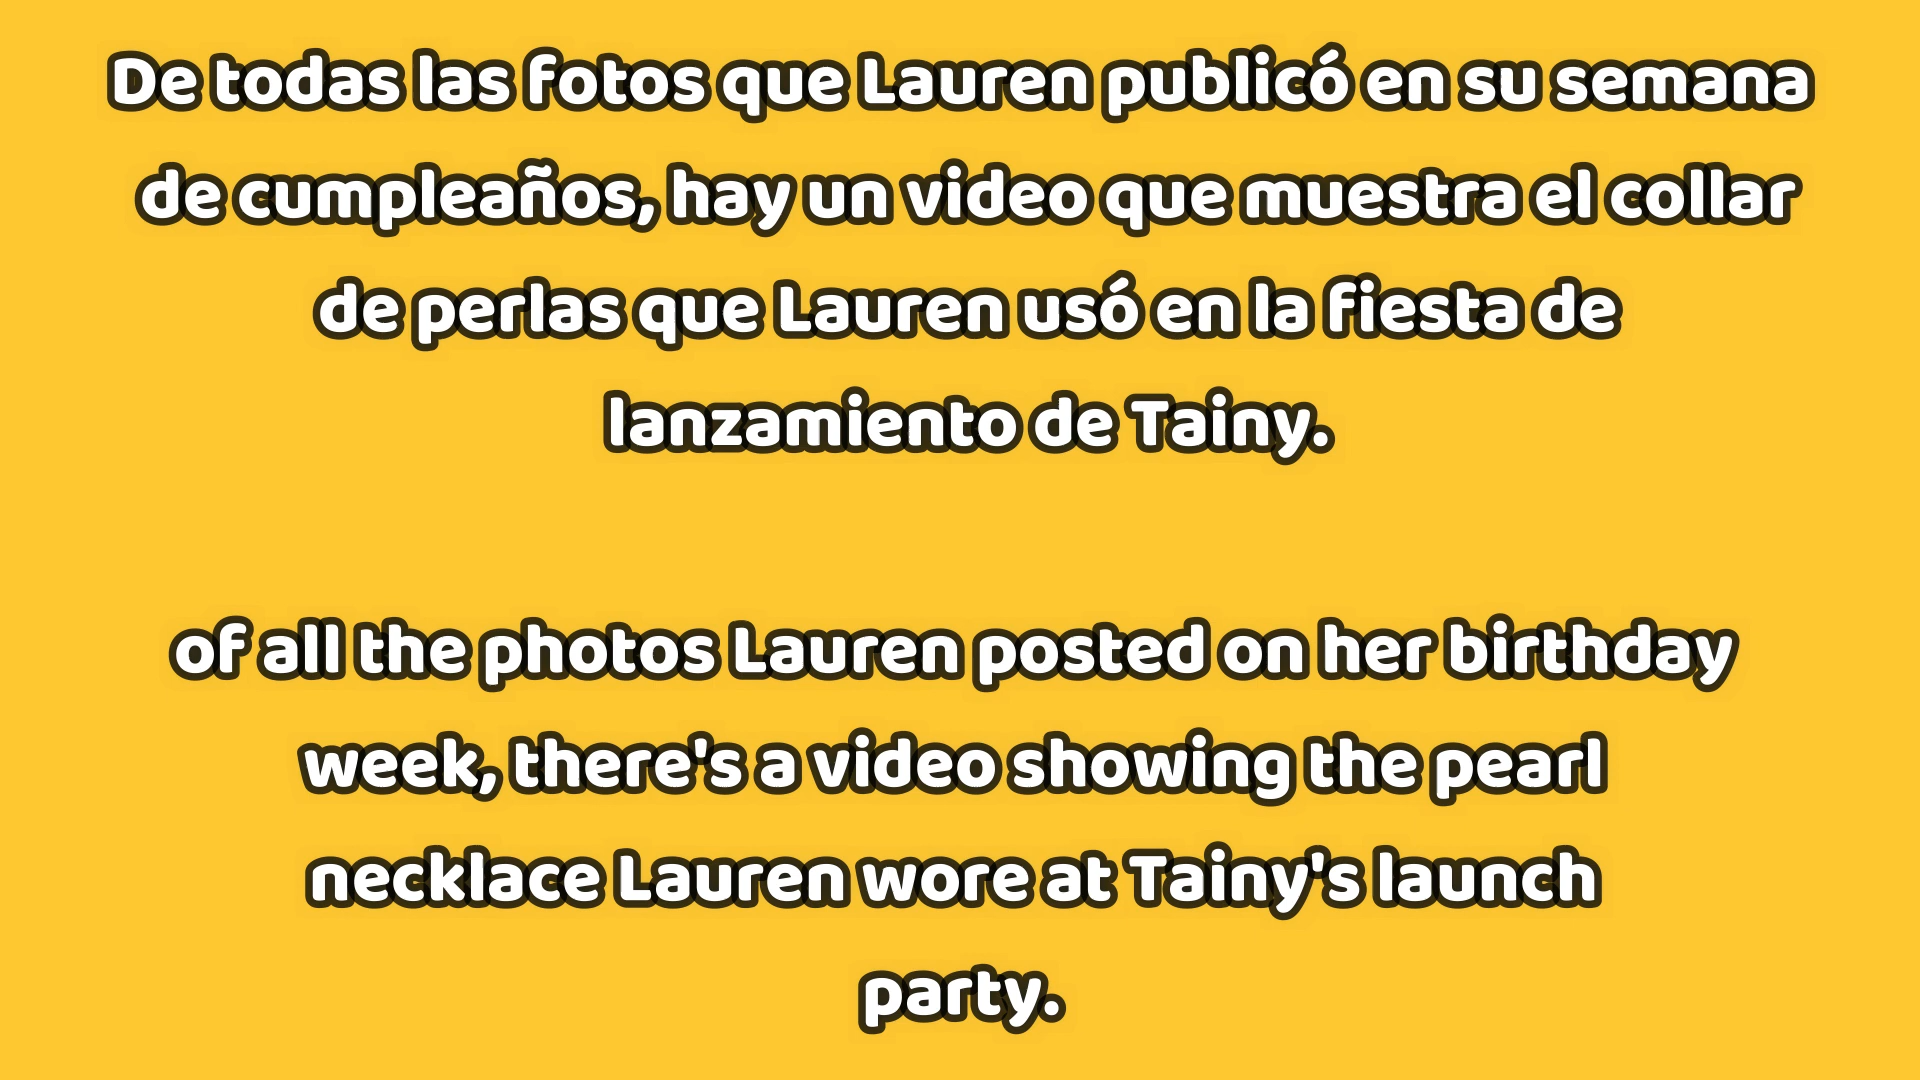 De todas las fotos que Lauren publicó en su semana
de cumpleaños, hay un video que muestra el collar
de perlas que Lauren usó en la fiesta de
lanzamiento de Tainy.
of all the photos Lauren posted on her birthday
week, there's a video showing the pearl
necklace Lauren wore at Tainy's launch
party.